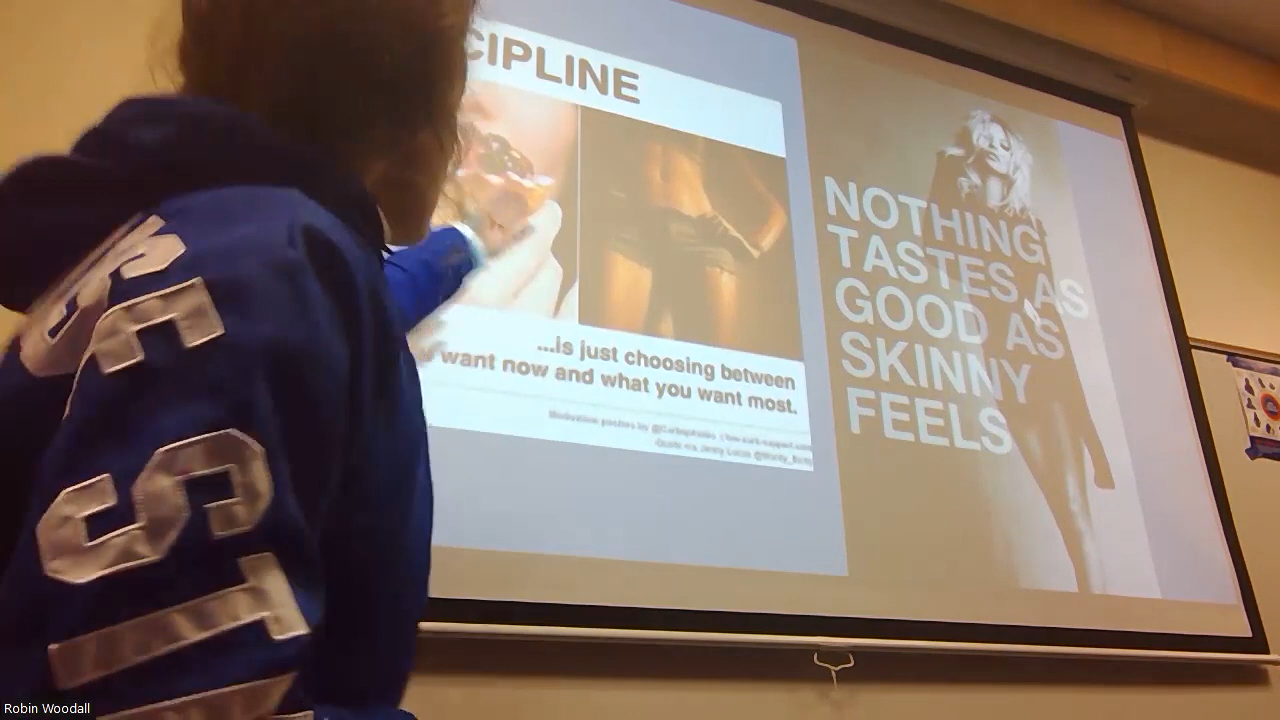 CIPLINE
...is just choosing between
want now and what you want most.
NOTHING
TASTES AS
GOOD AS
SKINNY
FEELS
Robin Woodall